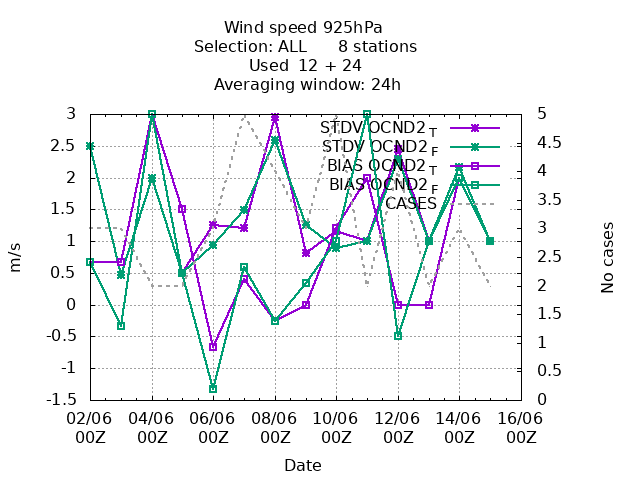 Wind speed 925hPa
Selection: ALL 8 stations
Used 12 + 24
Averaging window: 24h
3 5
STDV OCND2 T
2.5 4.5
STDV OCND2 F
BIAS OCND2 T
2 4
BIAS OCND2 F
CASES
1.5 3.5
1 3
0.5 2.5
0 2
-0.5 1.5
-1 1
-1.5 0.5
0
m/s
No cases
02/06 04/06 06/06 08/06 10/06 12/06 14/06 16/06
00Z 00Z 00Z 00Z 00Z 00Z 00Z 00Z
Date